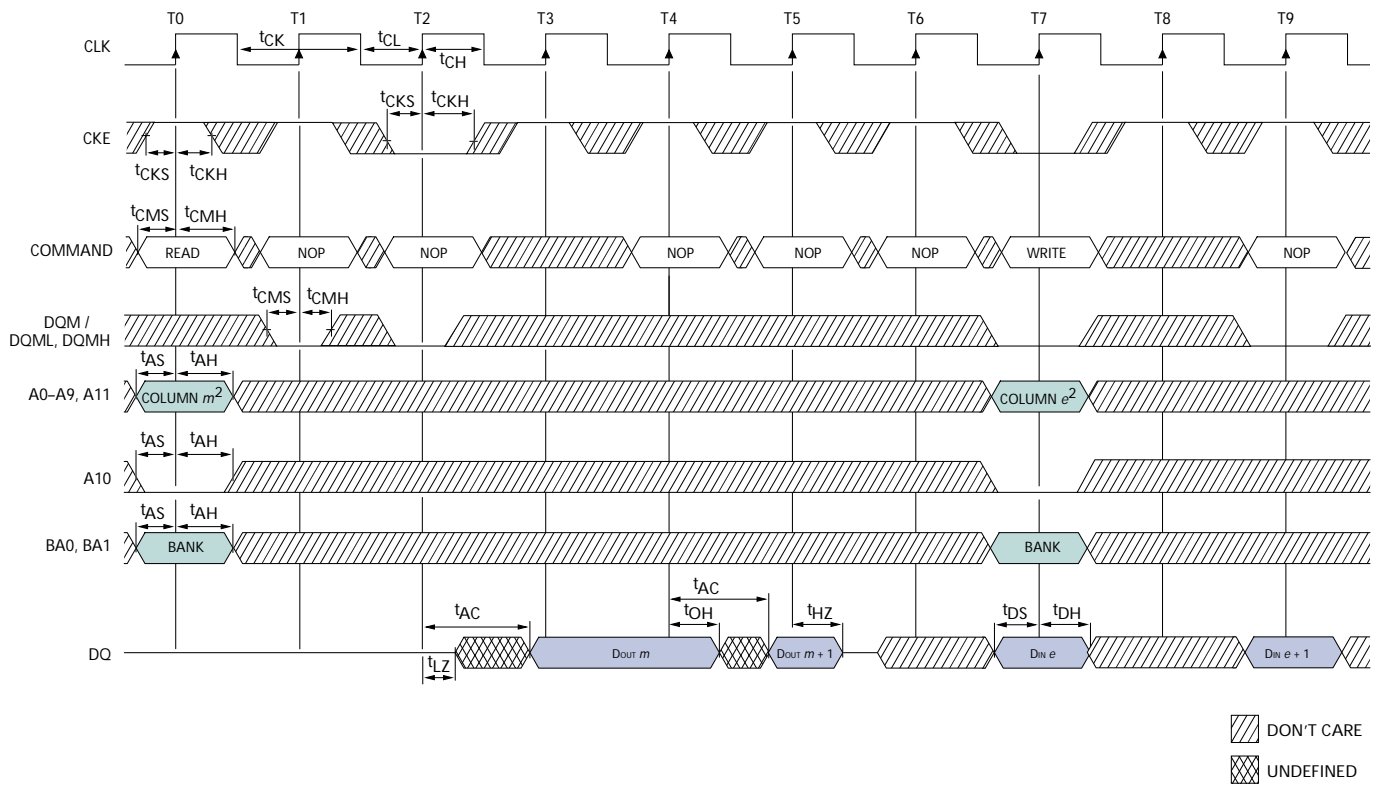 T0 T1 T2 T3 T4 T5 T6 T7 T8 T9
CLK tCK tCL tCH
CKE tCKS tCKH tCKS tCKH
tCMS tCMH
COMMAND READ NOP NOP NOP NOP NOP WRITE NOP
tCMS tCMH
DQM /
DQML, DQMH
tAS tAH
A0–A9, A11 COLUMN m² COLUMN e²
tAS tAH
A10
tAS tAH
BA0, BA1 BANK BANK
tAC tAC tOH tHZ tDS tDH
DQ DOUT m DOUT m + 1 DIN e DIN e + 1
tLZ
DON'T CARE
UNDEFINED